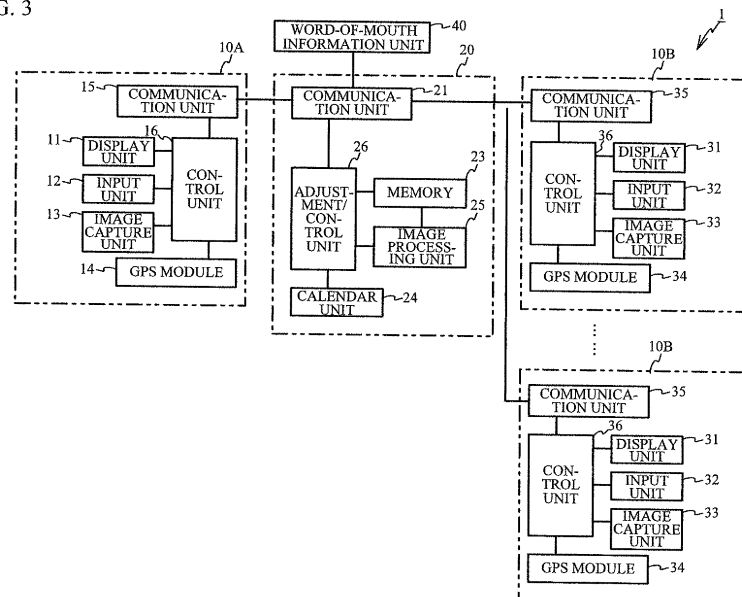 G. 3
1
WORD-OF-MOUTH
INFORMATION UNIT
40
10A
20
10B
15
COMMUNICA-
TION UNIT
COMMUNICA-
TION UNIT
21
COMMUNICA-
TION UNIT
35
16
11
DISPLAY
UNIT
12
INPUT
UNIT
13
IMAGE
CAPTURE
UNIT
CON-
TROL
UNIT
14
GPS MODULE
26
ADJUST-
MENT/
CONTROL
UNIT
23
MEMORY
25
IMAGE
PROCESS-
ING UNIT
CALENDAR
UNIT
24
36
CON-
TROL
UNIT
DISPLAY
UNIT
31
INPUT
UNIT
32
IMAGE
CAPTURE
UNIT
33
GPS MODULE
34
10B
COMMUNICA-
TION UNIT
35
36
CON-
TROL
UNIT
DISPLAY
UNIT
31
INPUT
UNIT
32
IMAGE
CAPTURE
UNIT
33
GPS MODULE
34